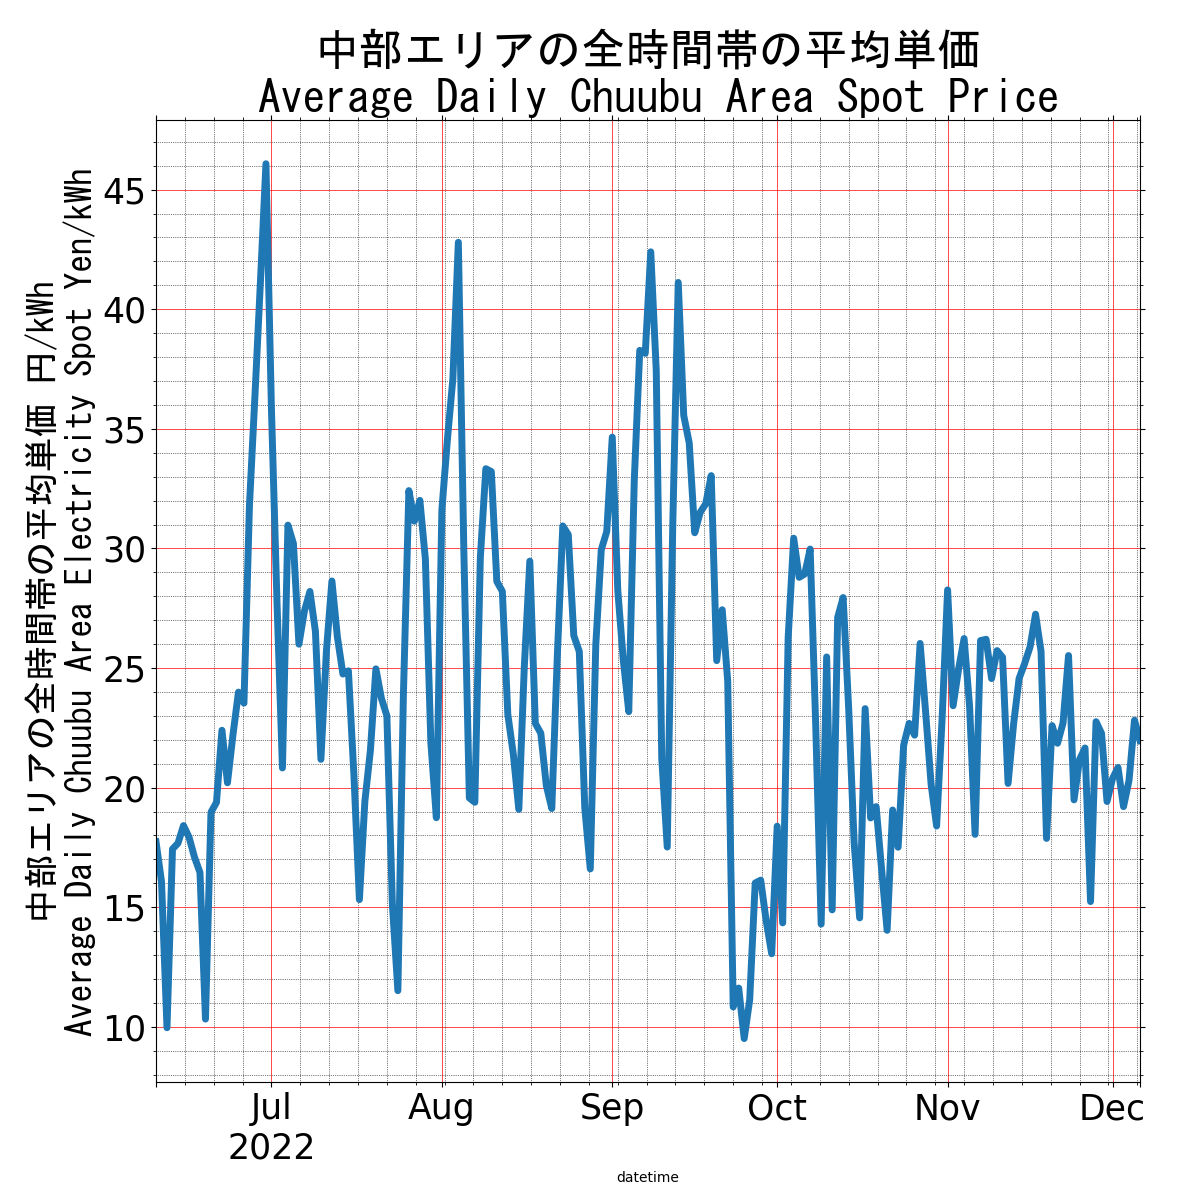 中部エリアの全時間帯の平均単価
Average Daily Chuubu Area Spot Price
中部エリアの全時間帯の平均単価 円/kWh
Average Daily Chuubu Area Electricity Spot Yen/kWh
45
40
35
30
25
20
15
10
Jul
2022
Aug
Sep
Oct
Nov
Dec
datetime